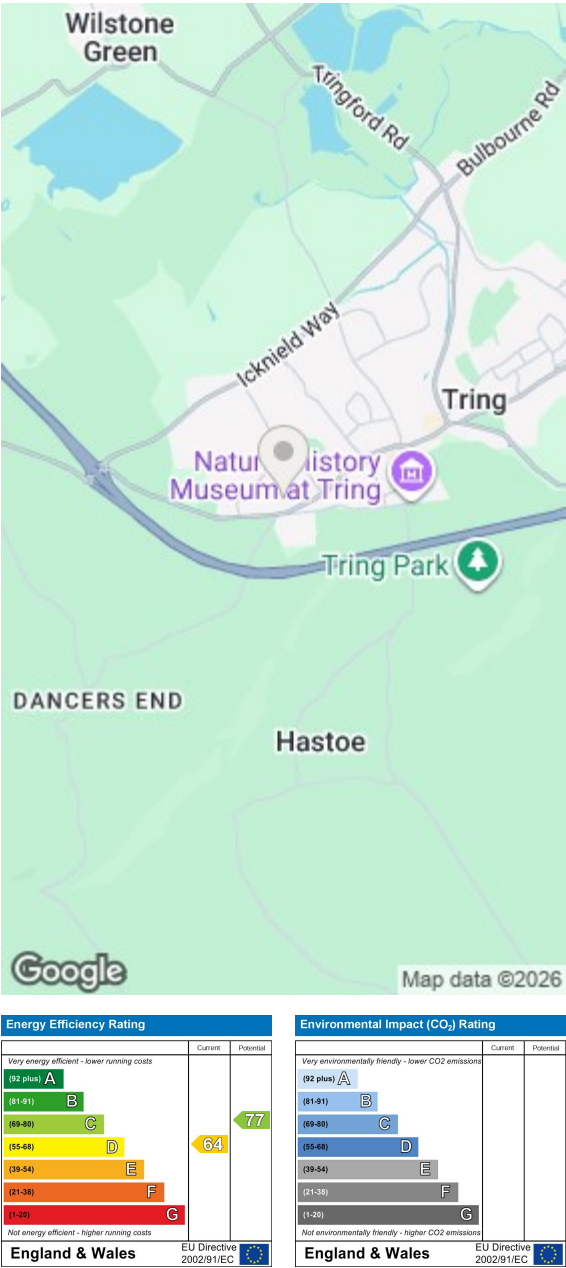 Wilstone
Green
Tringford Rd
Bulbourne Rd
Icknield Way
Tring
Natur History
Museum at Tring
Tring Park
DANCERS END
Hastoe
Google
Map data ©2026
Energy Efficiency Rating
Current Potential
Very energy efficient - lower running costs
(92 plus) A
(81-91) B
(69-80) C
77
(55-68) D
64
(39-54) E
(21-38) F
(1-20) G
Not energy efficient - higher running costs
England & Wales
EU Directive
2002/91/EC
Environmental Impact (CO2) Rating
Current Potential
Very environmentally friendly - lower CO2 emissions
(92 plus) A
(81-91) B
(69-80) C
(55-68) D
(39-54) E
(21-38) F
(1-20) G
Not environmentally friendly - higher CO2 emissions
England & Wales
EU Directive
2002/91/EC